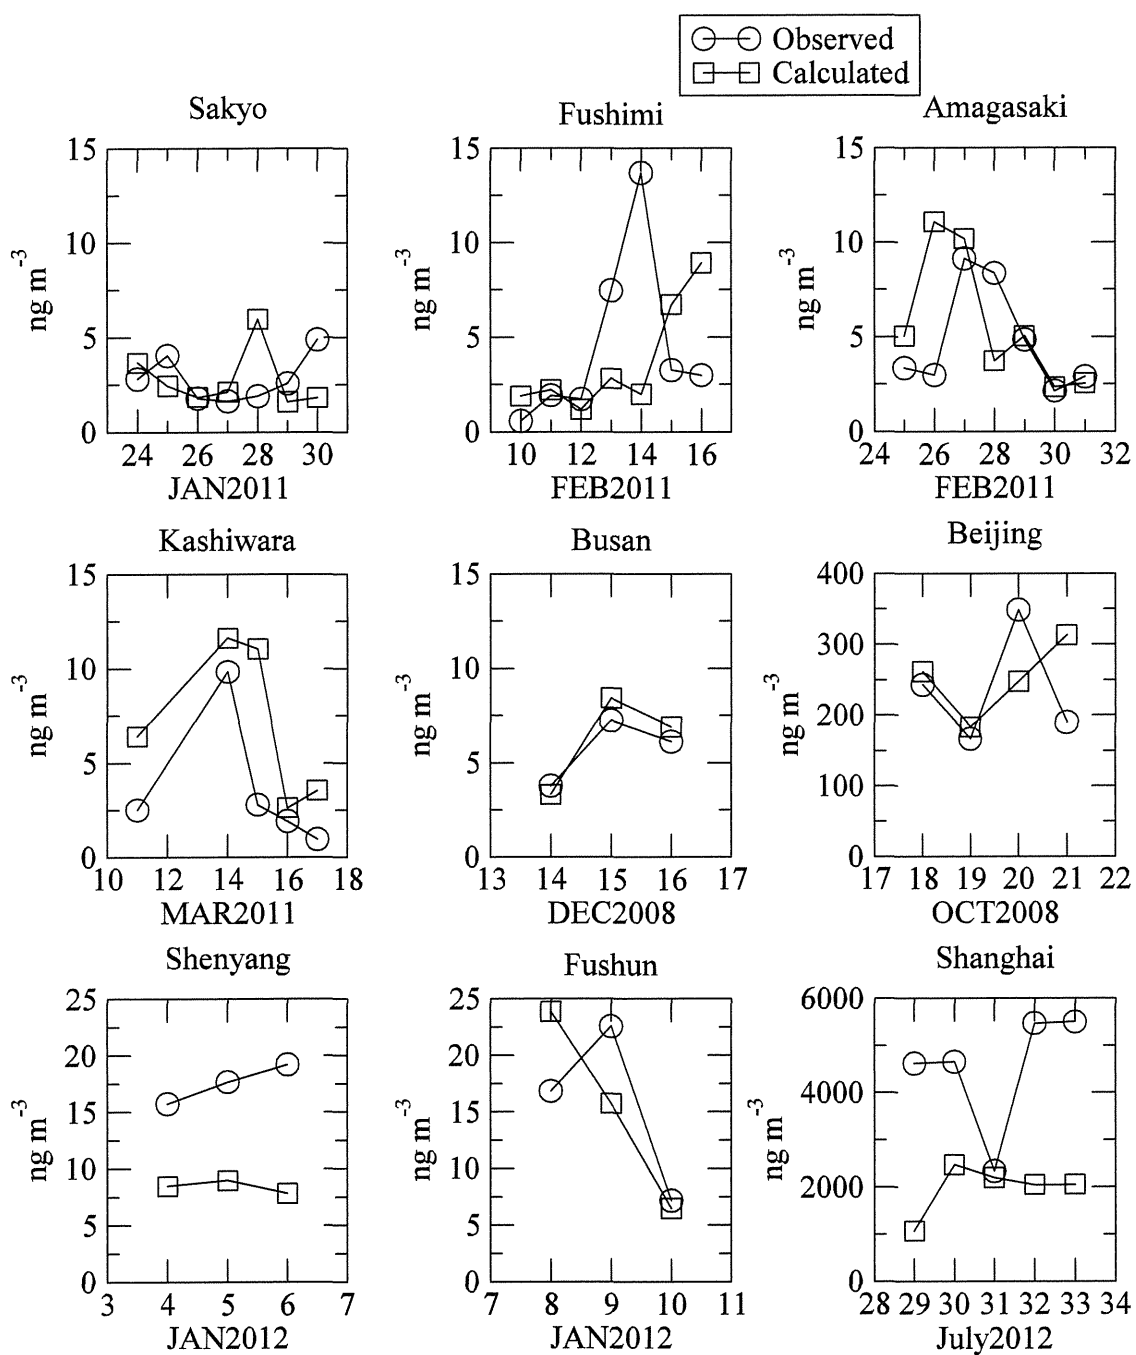 Observed
Calculated
Sakyo
Fushimi
Amagasaki
15
10
5
0
ng m-3
24 26 28 30
JAN2011
15
10
5
0
ng m-3
10 12 14 16
FEB2011
15
10
5
0
ng m-3
24 26 28 30 32
FEB2011
Kashiwara
Busan
Beijing
15
10
5
0
ng m-3
10 12 14 16 18
MAR2011
15
10
5
0
ng m-3
13 14 15 16 17
DEC2008
400
300
200
100
0
ng m-3
17 18 19 20 21 22
OCT2008
Shenyang
Fushun
Shanghai
25
20
15
10
5
0
ng m-3
3 4 5 6 7
JAN2012
25
20
15
10
5
0
ng m-3
7 8 9 10 11
JAN2012
6000
4000
2000
0
ng m-3
28 29 30 31 32 33 34
July2012